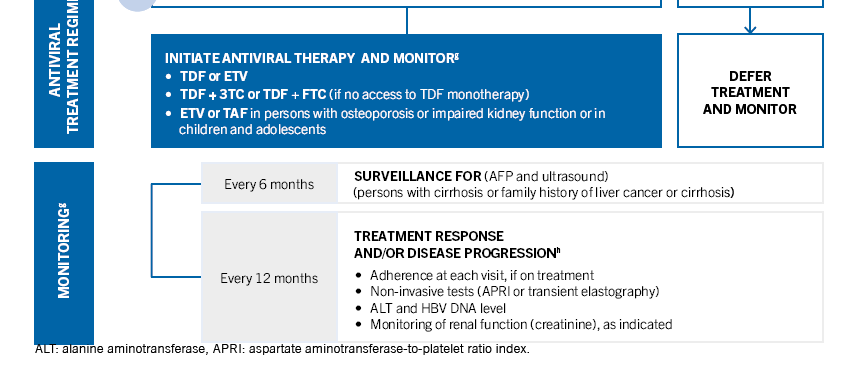 ANTIVIRAL
TREATMENT REGIM
INITIATE ANTIVIRAL THERAPY AND MONITORᵍ
• TDF or ETV
• TDF + 3TC or TDF + FTC (if no access to TDF monotherapy)
• ETV or TAF in persons with osteoporosis or impaired kidney function or in
children and adolescents
DEFER
TREATMENT
AND MONITOR
MONITORINGᵍ
Every 6 months
SURVEILLANCE FOR (AFP and ultrasound)
(persons with cirrhosis or family history of liver cancer or cirrhosis)
Every 12 months
TREATMENT RESPONSE
AND/OR DISEASE PROGRESSIONʰ
• Adherence at each visit, if on treatment
• Non-invasive tests (APRI or transient elastography)
• ALT and HBV DNA level
• Monitoring of renal function (creatinine), as indicated
ALT: alanine aminotransferase, APRI: aspartate aminotransferase-to-platelet ratio index.